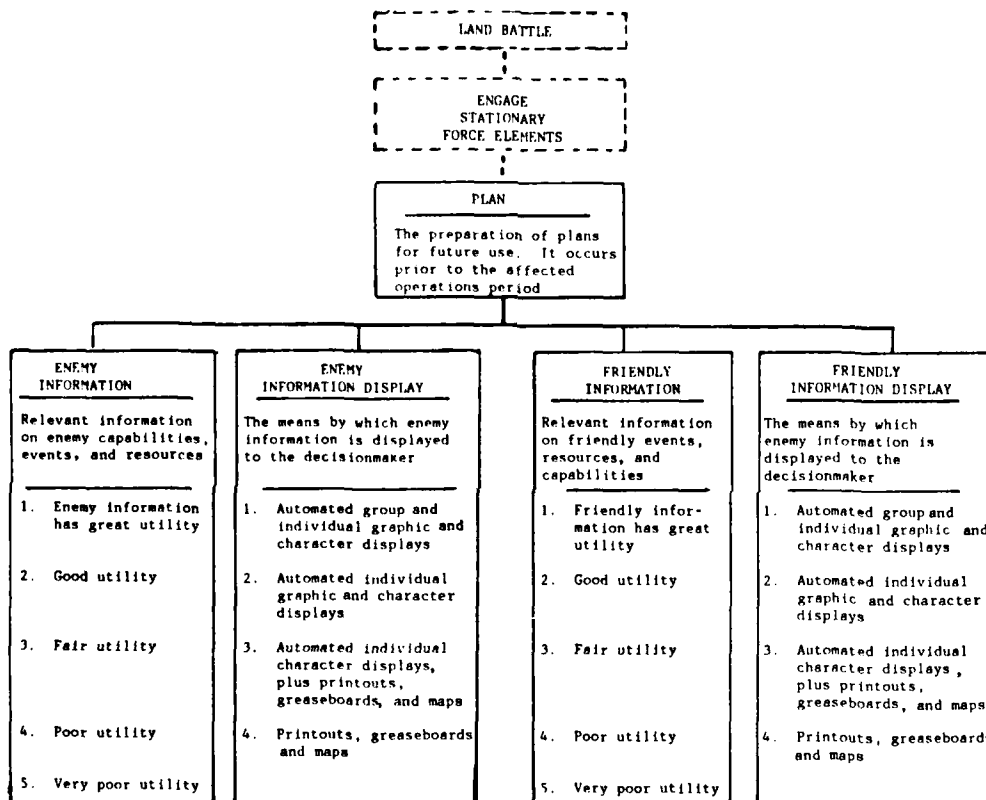 LAND BATTLE
ENGAGE
STATIONARY
FORCE ELEMENTS
PLAN
The preparation of plans
for future use. It occurs
prior to the affected
operations period
ENEMY
INFORMATION
Relevant information
on enemy capabilities,
events, and resources
1. Enemy information
has great utility
2. Good utility
3. Fair utility
4. Poor utility
5. Very poor utility
ENEMY
INFORMATION DISPLAY
The means by which enemy
information is displayed
to the decisionmaker
1. Automated group and
individual graphic and
character displays
2. Automated individual
graphic and character
displays
3. Automated individual
character displays,
plus printouts,
greaseboards, and maps
4. Printouts, greaseboards
and maps
FRIENDLY
INFORMATION
Relevant information
on friendly events,
resources, and
capabilities
1. Friendly infor-
mation has great
utility
2. Good utility
3. Fair utility
4. Poor utility
5. Very poor utility
FRIENDLY
INFORMATION DISPLAY
The means by which
enemy information is
displayed to the
decisionmaker
1. Automated group and
individual graphic and
character displays
2. Automated individual
graphic and character
displays
3. Automated individual
character displays,
plus printouts,
greaseboards, and maps
4. Printouts, greaseboards
and maps